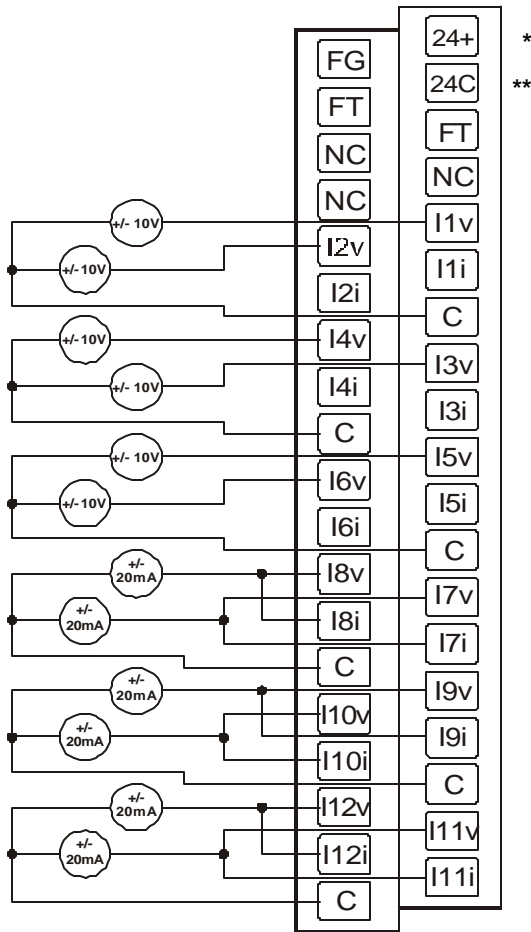 24+ *
FG
24C **
FT
FT
NC
NC
NC
+/- 10V
I1v
+/- 10V
I2v
I1i
I2i
C
+/- 10V
I4v
I3v
+/- 10V
I4i
I3i
C
+/- 10V
I5v
+/- 10V
I6v
I5i
I6i
C
+/-
20mA
I8v
I7v
+/-
20mA
I8i
I7i
C
+/-
20mA
I9v
I10v
+/-
20mA
I9i
I10i
C
+/-
20mA
I12v
I11v
+/-
20mA
I12i
I11i
C